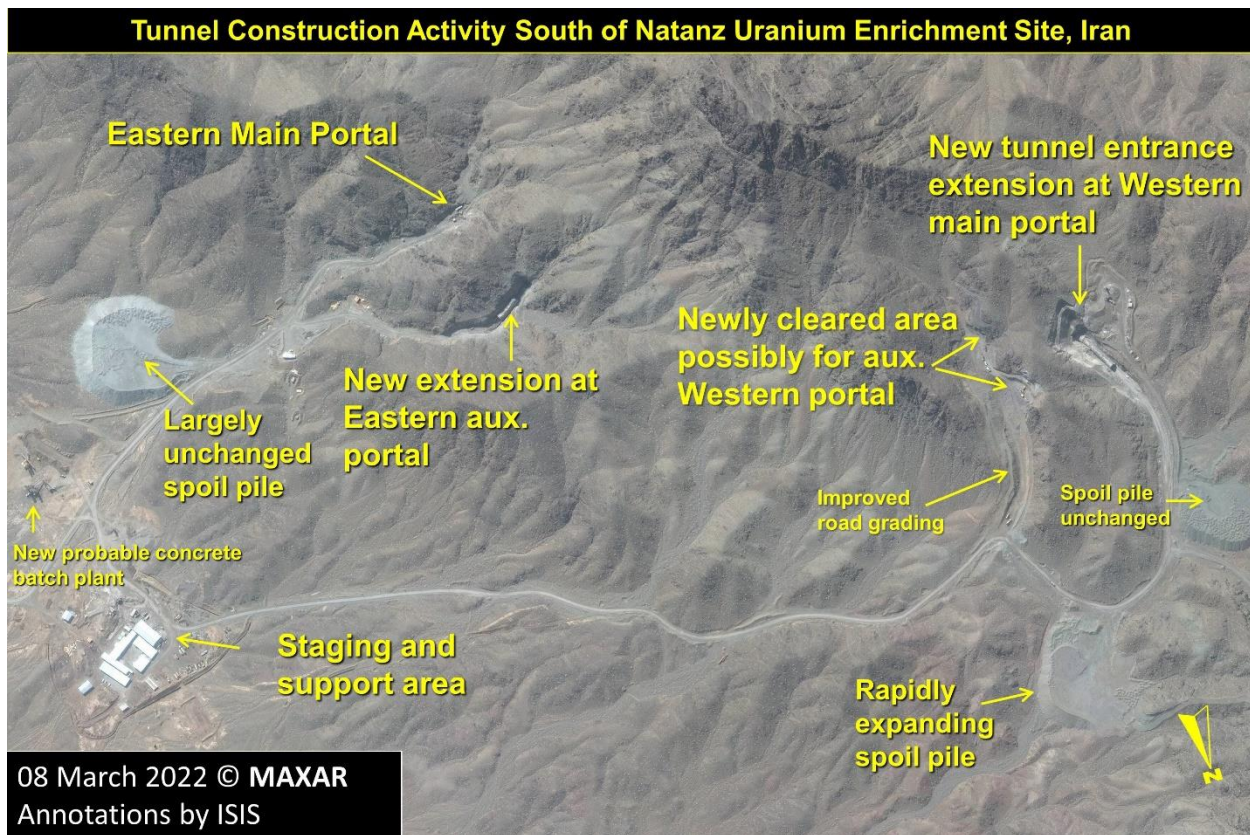 Tunnel Construction Activity South of Natanz Uranium Enrichment Site, Iran
Eastern Main Portal
New tunnel entrance
extension at Western
main portal
Newly cleared area
possibly for aux.
Western portal
New extension at
Eastern aux.
portal
Largely
unchanged
spoil pile
Improved
road grading
Spoil pile
unchanged
New probable concrete
batch plant
Staging and
support area
Rapidly
expanding
spoil pile
N
08 March 2022 © MAXAR
Annotations by ISIS